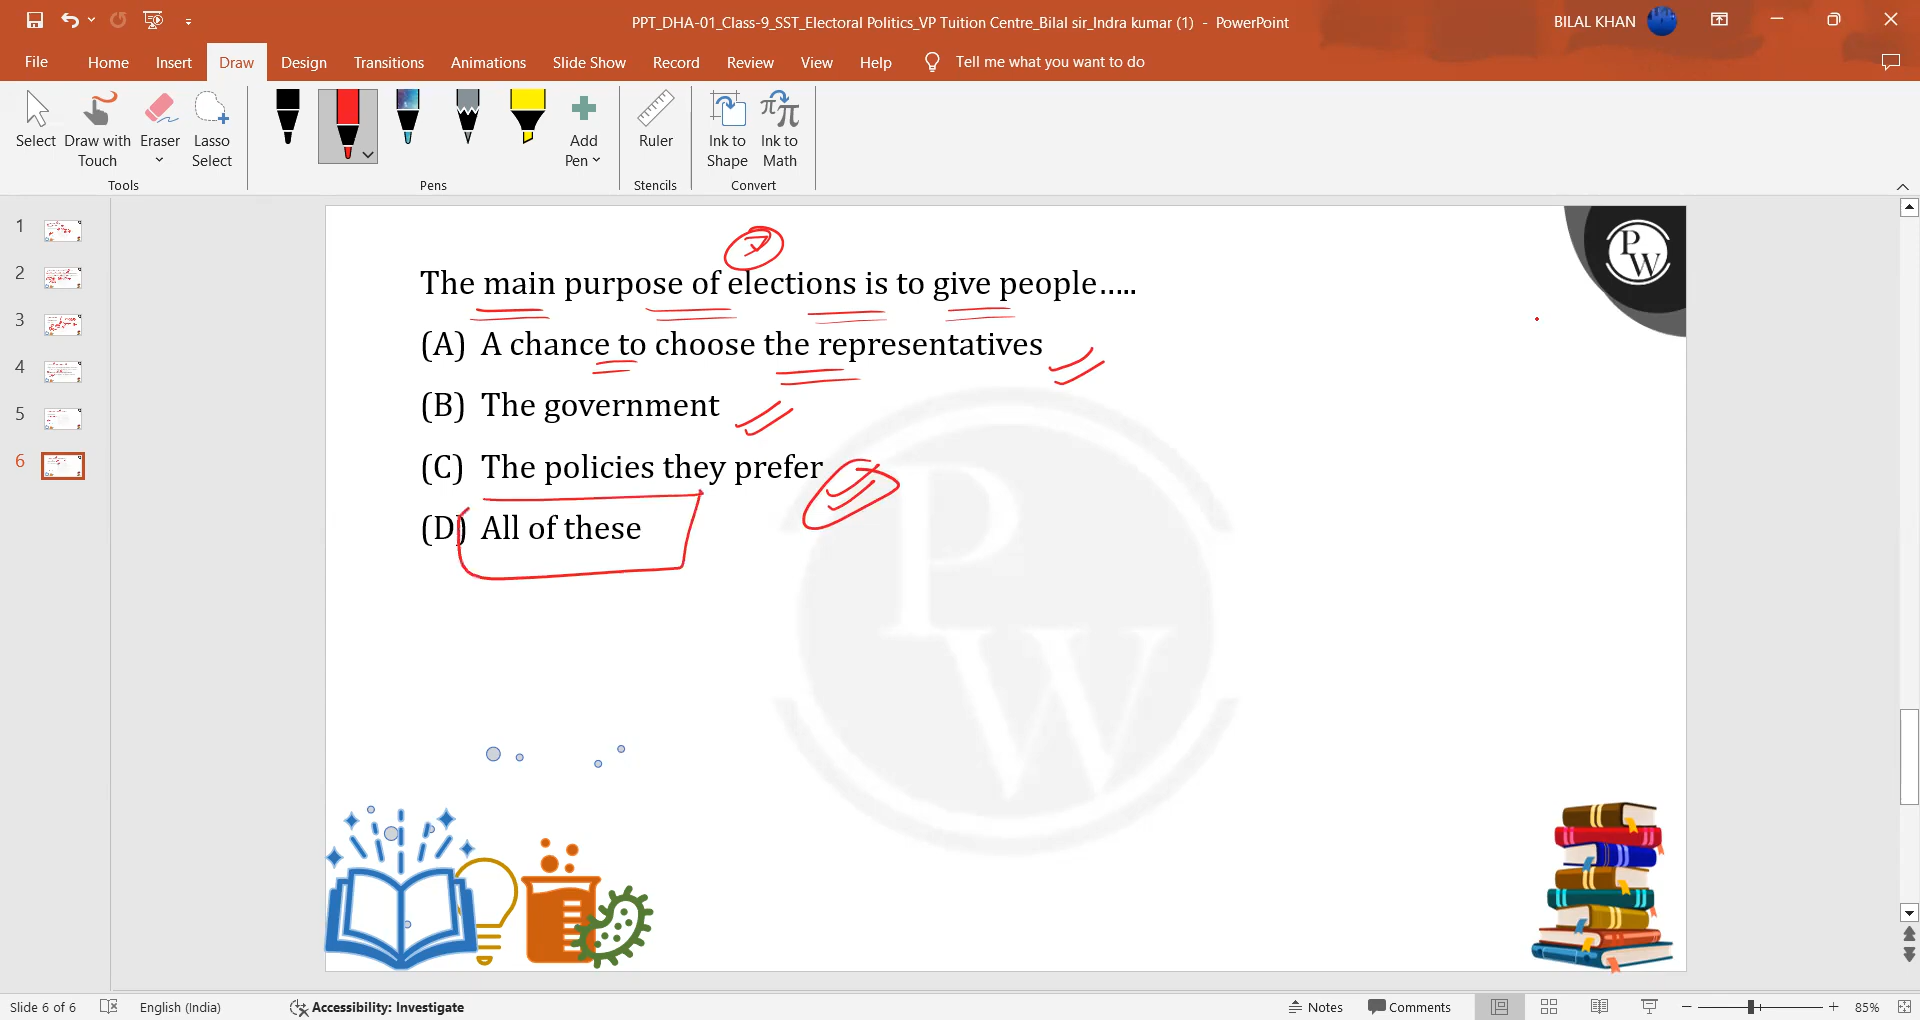 PPT_DHA-01_Class-9_SST_Electoral Politics_VP Tuition Centre_Bilal sir_Indra kumar (1) - PowerPoint
BILAL KHAN
File Home Insert Draw Design Transitions Animations Slide Show Record Review View Help Tell me what you want to do
Select Draw with Touch Eraser Lasso Select
Add Pen
Ruler
Ink to Shape Ink to Math
Tools Pens Stencils Convert
1
2
3
4
5
6
PW
The main purpose of elections is to give people.....
(A) A chance to choose the representatives
(B) The government
(C) The policies they prefer
(D) All of these
PW
Slide 6 of 6 English (India) Accessibility: Investigate Notes Comments 85%